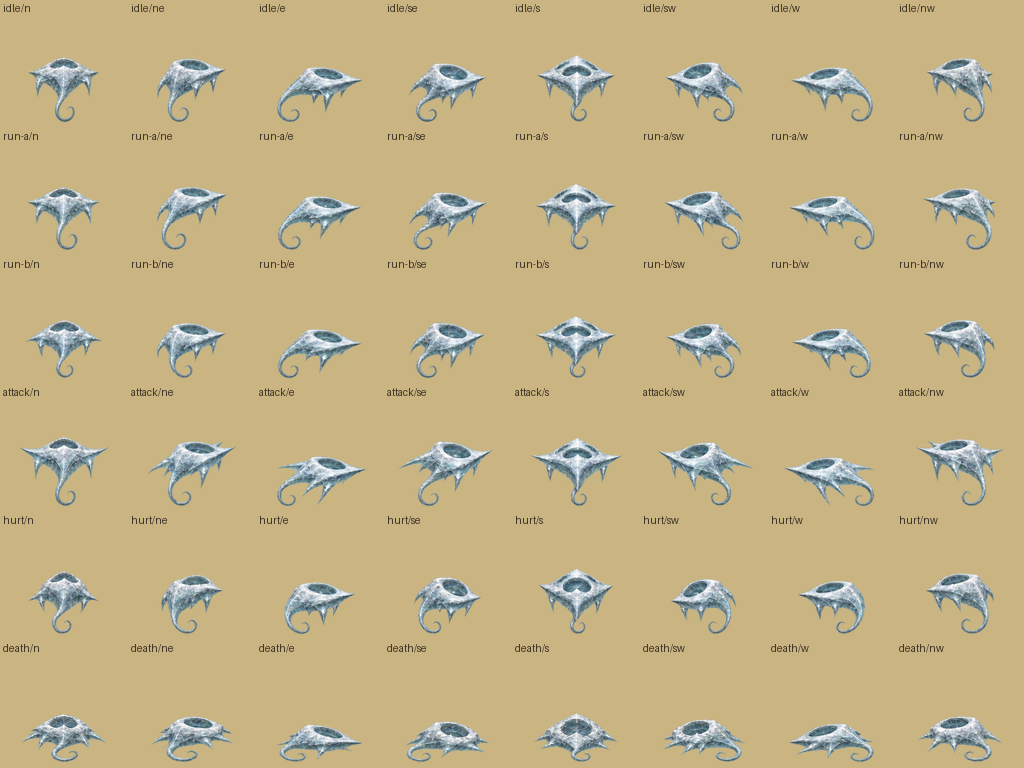 idle/n idle/ne idle/e idle/se idle/s idle/sw idle/w idle/nw
run-a/n run-a/ne run-a/e run-a/se run-a/s run-a/sw run-a/w run-a/nw
run-b/n run-b/ne run-b/e run-b/se run-b/s run-b/sw run-b/w run-b/nw
attack/n attack/ne attack/e attack/se attack/s attack/sw attack/w attack/nw
hurt/n hurt/ne hurt/e hurt/se hurt/s hurt/sw hurt/w hurt/nw
death/n death/ne death/e death/se death/s death/sw death/w death/nw